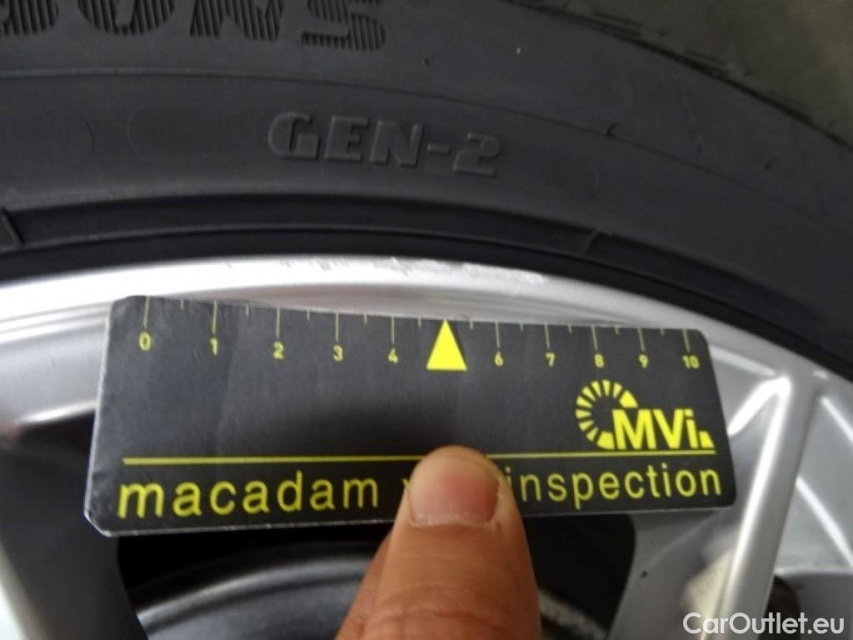 GEN-2
0 1 2 3 4 6 7 8 9 10
MVi
macadam inspection
CarOutlet.eu